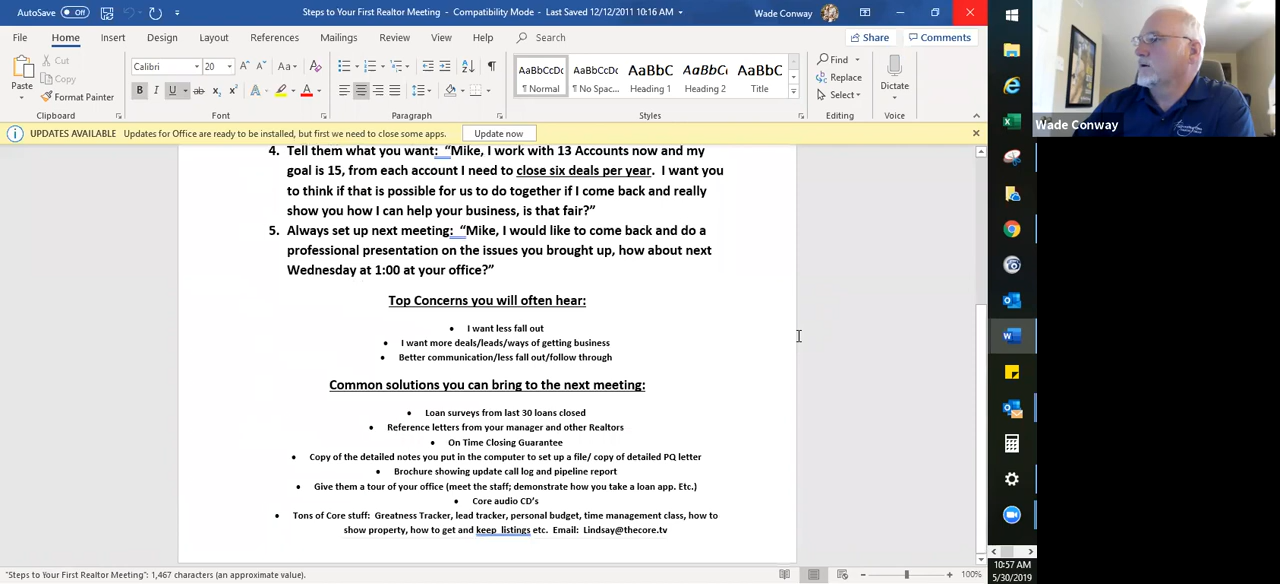 AutoSave Off Steps to Your First Realtor Meeting - Compatibility Mode - Last Saved 12/12/2011 10:16 AM Wade Conway
File Home Insert Design Layout References Mailings Review View Help Search Share Comments
Paste Cut Copy Format Painter
Clipboard
Calibri 20
Font
Paragraph
AaBbCcDc AaBbCcDc AaBbC AaBbC AaBbC
Normal No Spac... Heading 1 Heading 2 Title
Styles
Find Replace Select
Editing
Dictate
Voice
UPDATES AVAILABLE Updates for Office are ready to be installed, but first we need to close some apps. Update now
4. Tell them what you want: “Mike, I work with 13 Accounts now and my
goal is 15, from each account I need to close six deals per year. I want you
to think if that is possible for us to do together if I come back and really
show you how I can help your business, is that fair?”
5. Always set up next meeting: “Mike, I would like to come back and do a
professional presentation on the issues you brought up, how about next
Wednesday at 1:00 at your office?”
Top Concerns you will often hear:
• I want less fall out
• I want more deals/leads/ways of getting business
• Better communication/less fall out/follow through
Common solutions you can bring to the next meeting:
• Loan surveys from last 30 loans closed
• Reference letters from your manager and other Realtors
• On Time Closing Guarantee
• Copy of the detailed notes you put in the computer to set up a file/ copy of detailed PQ letter
• Brochure showing update call log and pipeline report
• Give them a tour of your office (meet the staff; demonstrate how you take a loan app. Etc.)
• Core audio CD’s
• Tons of Core stuff: Greatness Tracker, lead tracker, personal budget, time management class, how to
show property, how to get and keep listings etc. Email: Lindsay@thecore.tv
"Steps to Your First Realtor Meeting": 1,467 characters (an approximate value). 100%
Wade Conway
10:57 AM
5/30/2019